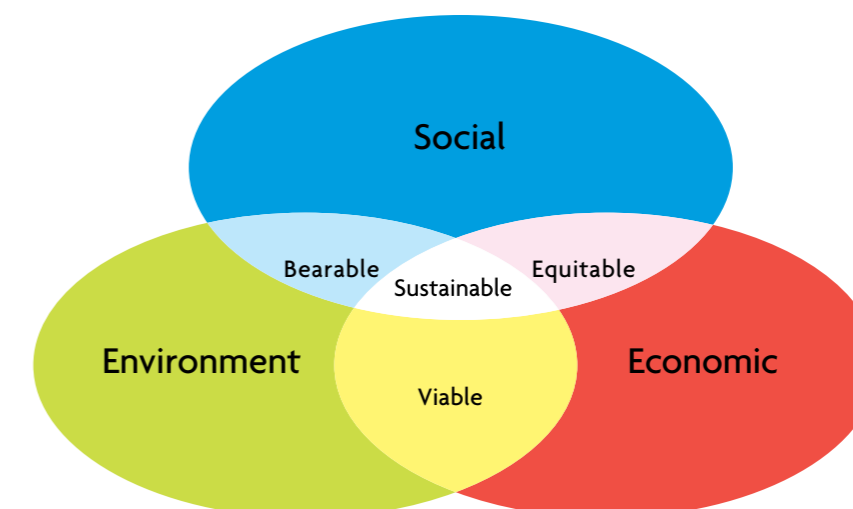 Social
Bearable
Equitable
Sustainable
Environment
Economic
Viable